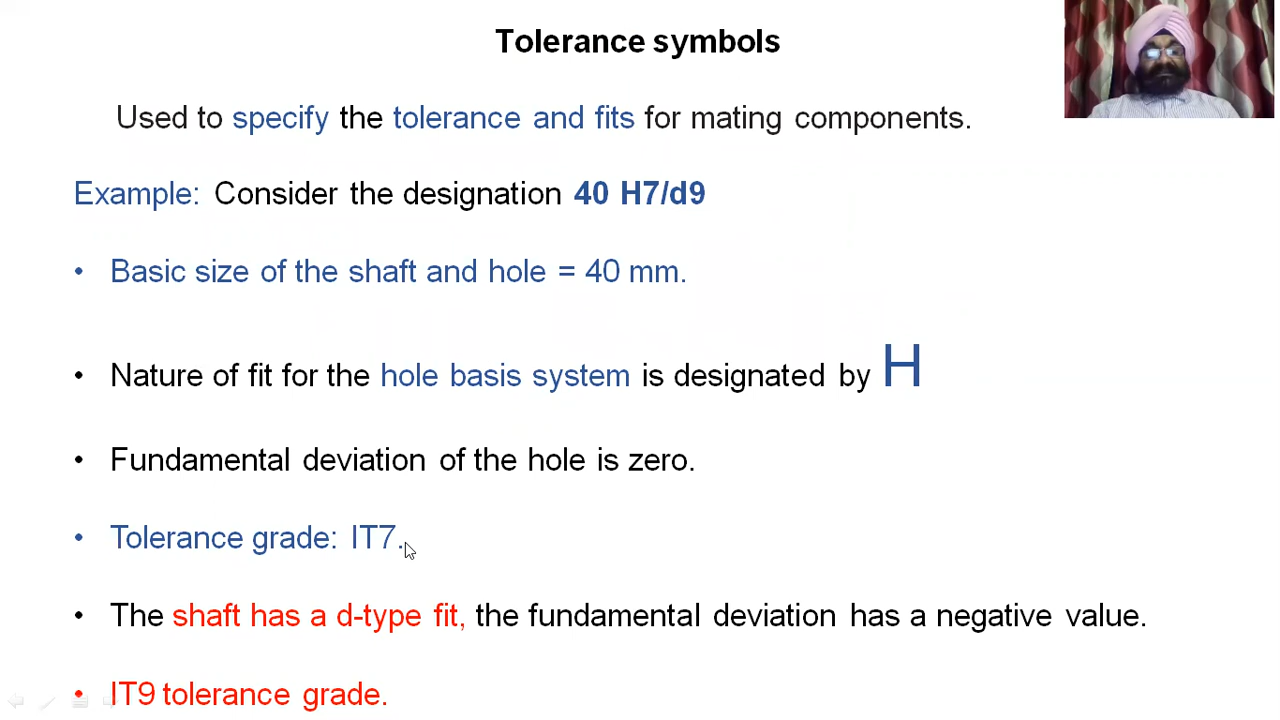 Tolerance symbols
Used to specify the tolerance and fits for mating components.
Example: Consider the designation 40 H7/d9
• Basic size of the shaft and hole = 40 mm.
• Nature of fit for the hole basis system is designated by H
• Fundamental deviation of the hole is zero.
• Tolerance grade: IT7.
• The shaft has a d-type fit, the fundamental deviation has a negative value.
• IT9 tolerance grade.